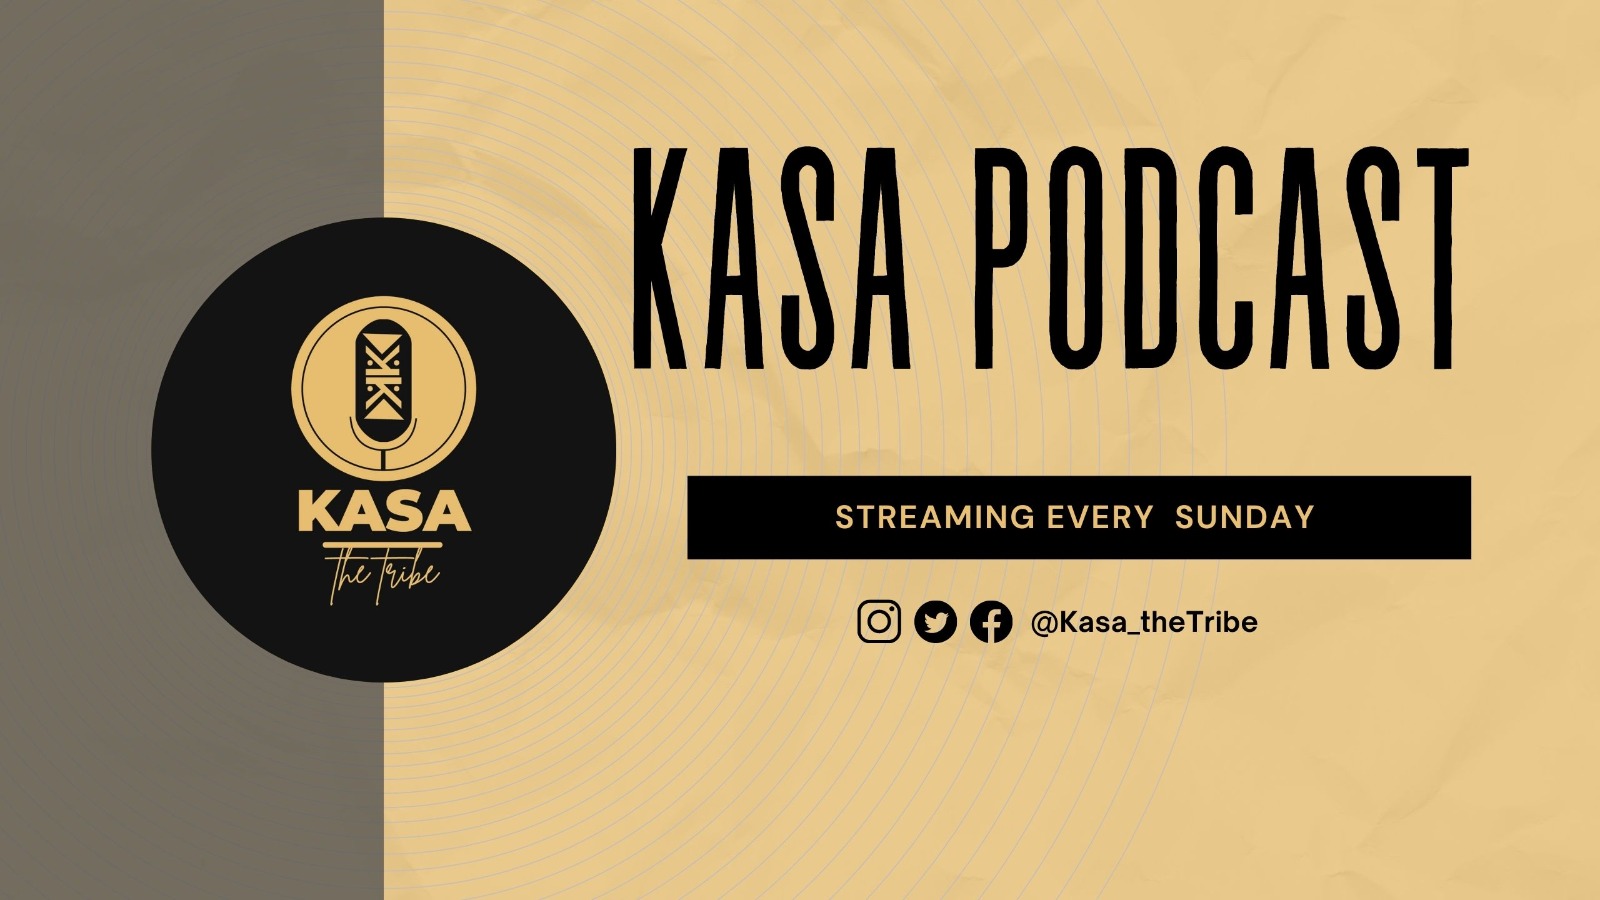 KASA PODCAST
KASA
the Tribe
STREAMING EVERY  SUNDAY
@Kasa_theTribe